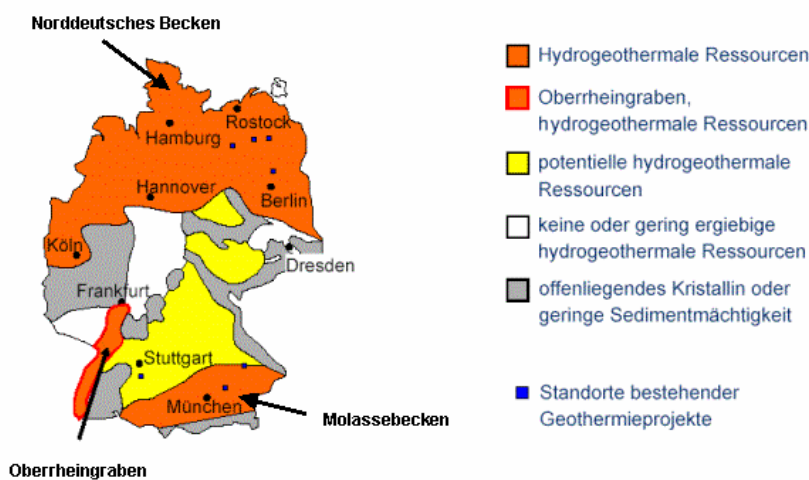 Norddeutsches Becken
Rostock
Hamburg
Hannover
Berlin
Köln
Dresden
Frankfurt
Stuttgart
München
Molassebecken
Oberrheingraben
Hydrogeothermale Ressourcen
Oberrheingraben,
hydrogeothermale Ressourcen
potentielle hydrogeothermale
Ressourcen
keine oder gering ergiebige
hydrogeothermale Ressourcen
offenliegendes Kristallin oder
geringe Sedimentmächtigkeit
Standorte bestehender
Geothermieprojekte